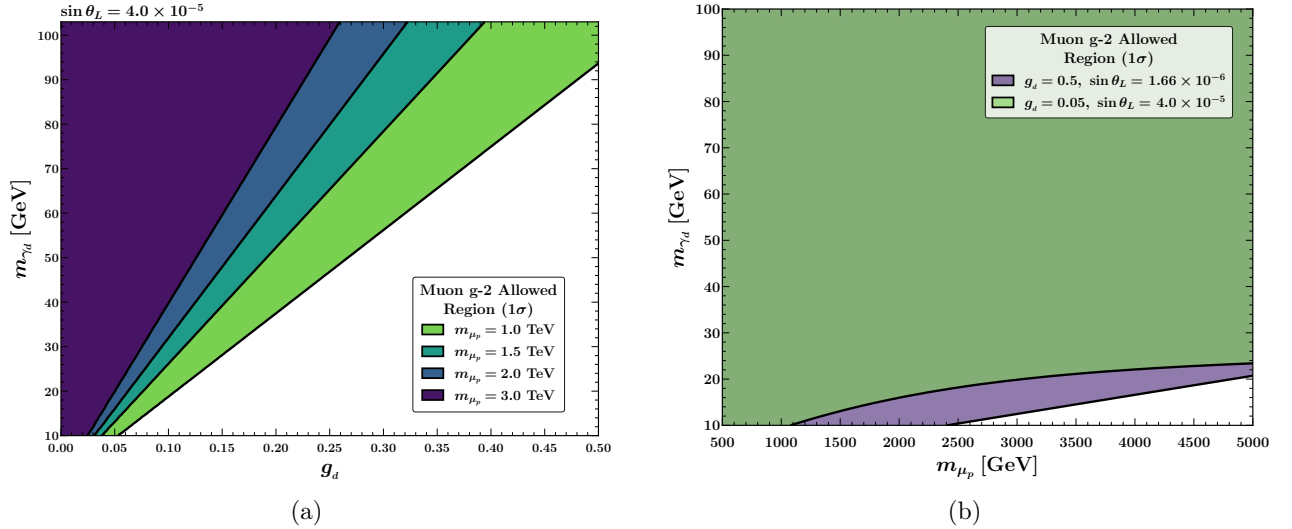 sin θ_L = 4.0 × 10⁻⁵
m_γd [GeV]
100
90
80
70
60
50
40
30
20
10
0.00 0.05 0.10 0.15 0.20 0.25 0.30 0.35 0.40 0.45 0.50
g_d
Muon g-2 Allowed
Region (1σ)
m_μp = 1.0 TeV
m_μp = 1.5 TeV
m_μp = 2.0 TeV
m_μp = 3.0 TeV
(a)
m_γd [GeV]
100
90
80
70
60
50
40
30
20
10
500 1000 1500 2000 2500 3000 3500 4000 4500 5000
m_μp [GeV]
Muon g-2 Allowed
Region (1σ)
g_d = 0.5, sin θ_L = 1.66 × 10⁻⁶
g_d = 0.05, sin θ_L = 4.0 × 10⁻⁵
(b)